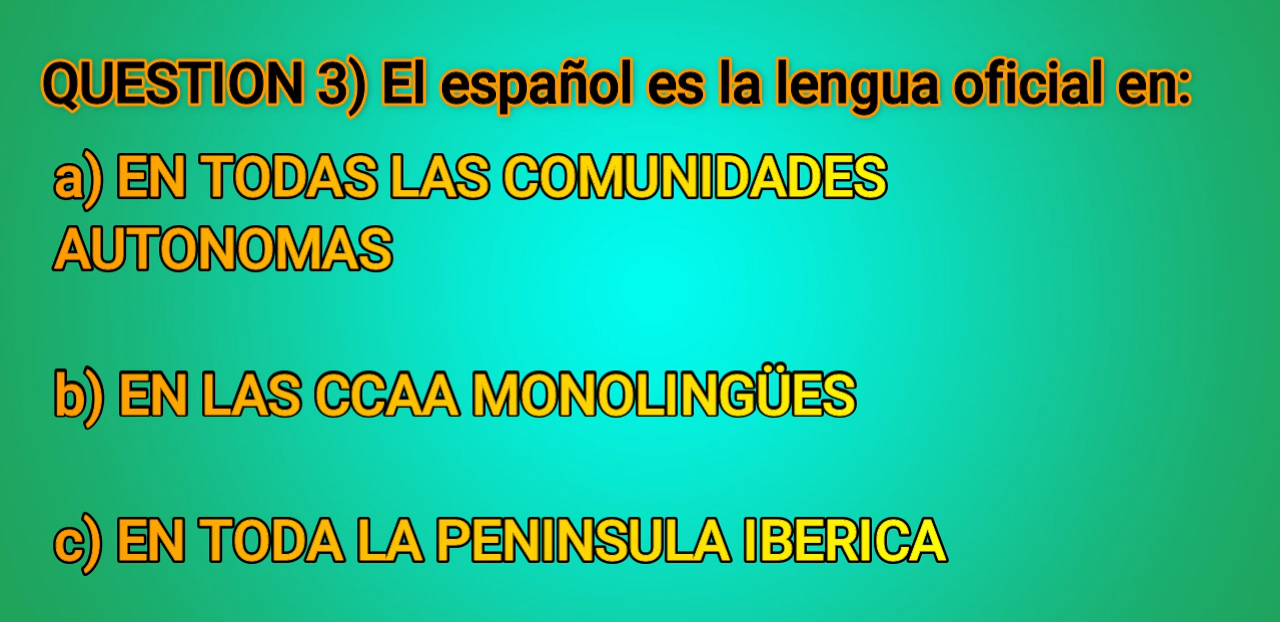 QUESTION 3) El español es la lengua oficial en:
a) EN TODAS LAS COMUNIDADES
AUTONOMAS
b) EN LAS CCAA MONOLINGÜES
c) EN TODA LA PENINSULA IBERICA